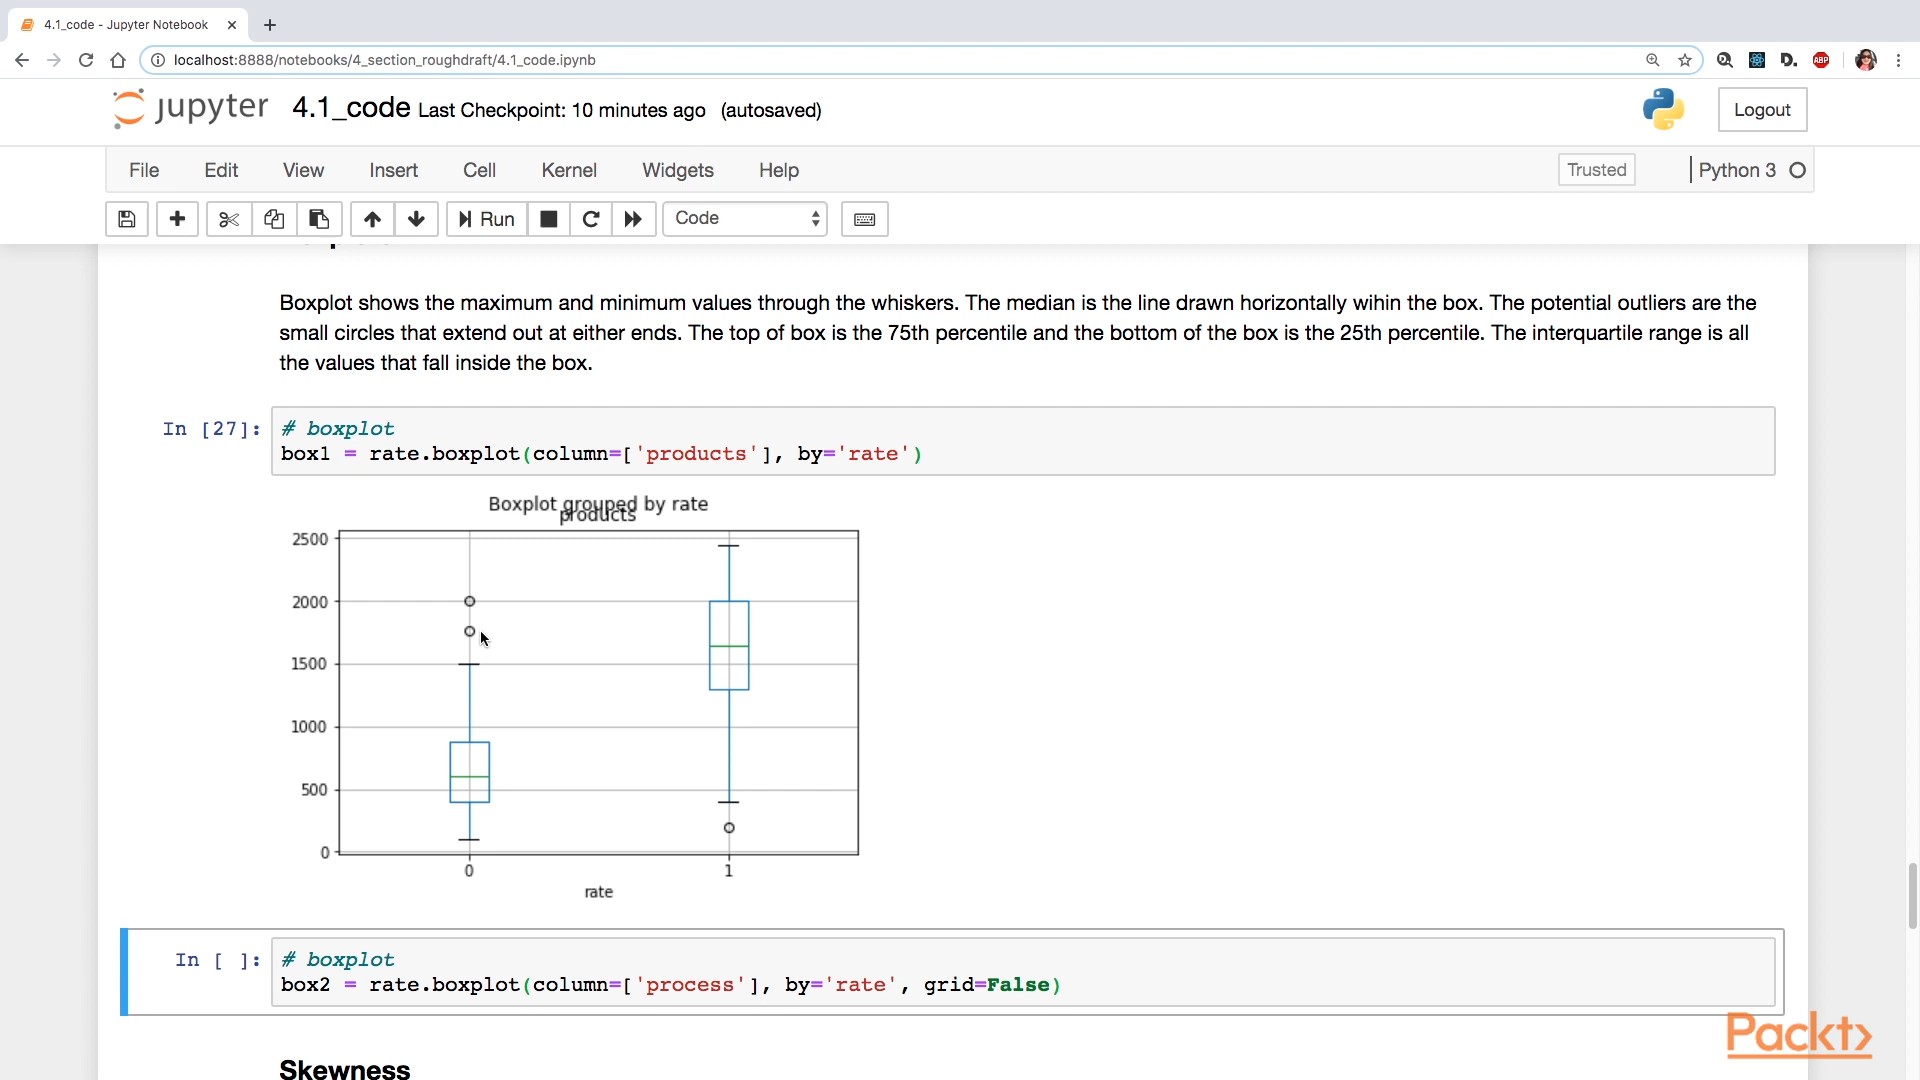 4.1_code - Jupyter Notebook
localhost:8888/notebooks/4_section_roughdraft/4.1_code.ipynb
D.
ABP
jupyter 4.1_code Last Checkpoint: 10 minutes ago (autosaved)
Logout
File Edit View Insert Cell Kernel Widgets Help
Trusted
Python 3
Run
Code
Boxplot shows the maximum and minimum values through the whiskers. The median is the line drawn horizontally wihin the box. The potential outliers are the
small circles that extend out at either ends. The top of box is the 75th percentile and the bottom of the box is the 25th percentile. The interquartile range is all
the values that fall inside the box.
In [27]: # boxplot
box1 = rate.boxplot(column=['products'], by='rate')
Boxplot grouped by rate
products
2500
2000
1500
1000
500
0
0 1
rate
In [ ]: # boxplot
box2 = rate.boxplot(column=['process'], by='rate', grid=False)
Packt>
Skewness